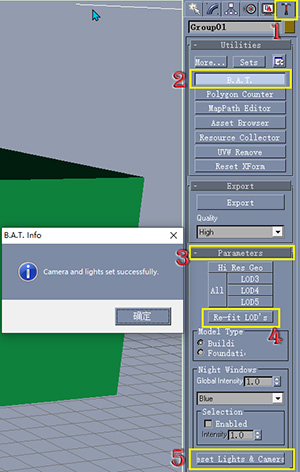 1
Group01
Utilities
More...
Sets
2
B.A.T.
Polygon Counter
MapPath Editor
Asset Browser
Resource Collector
UVW Remove
Reset XForm
Export
Export
Quality
High
B.A.T. Info
Camera and lights set successfully.
确定
3
Parameters
Hi Res Geo
All
LOD3
LOD4
LOD5
Re-fit LOD's
4
Model Type
Buildi
Foundati
Night Windows
Global Intensity 1.0
Blue
Selection
Enabled
Intensity 1.0
5
eset Lights & Camera